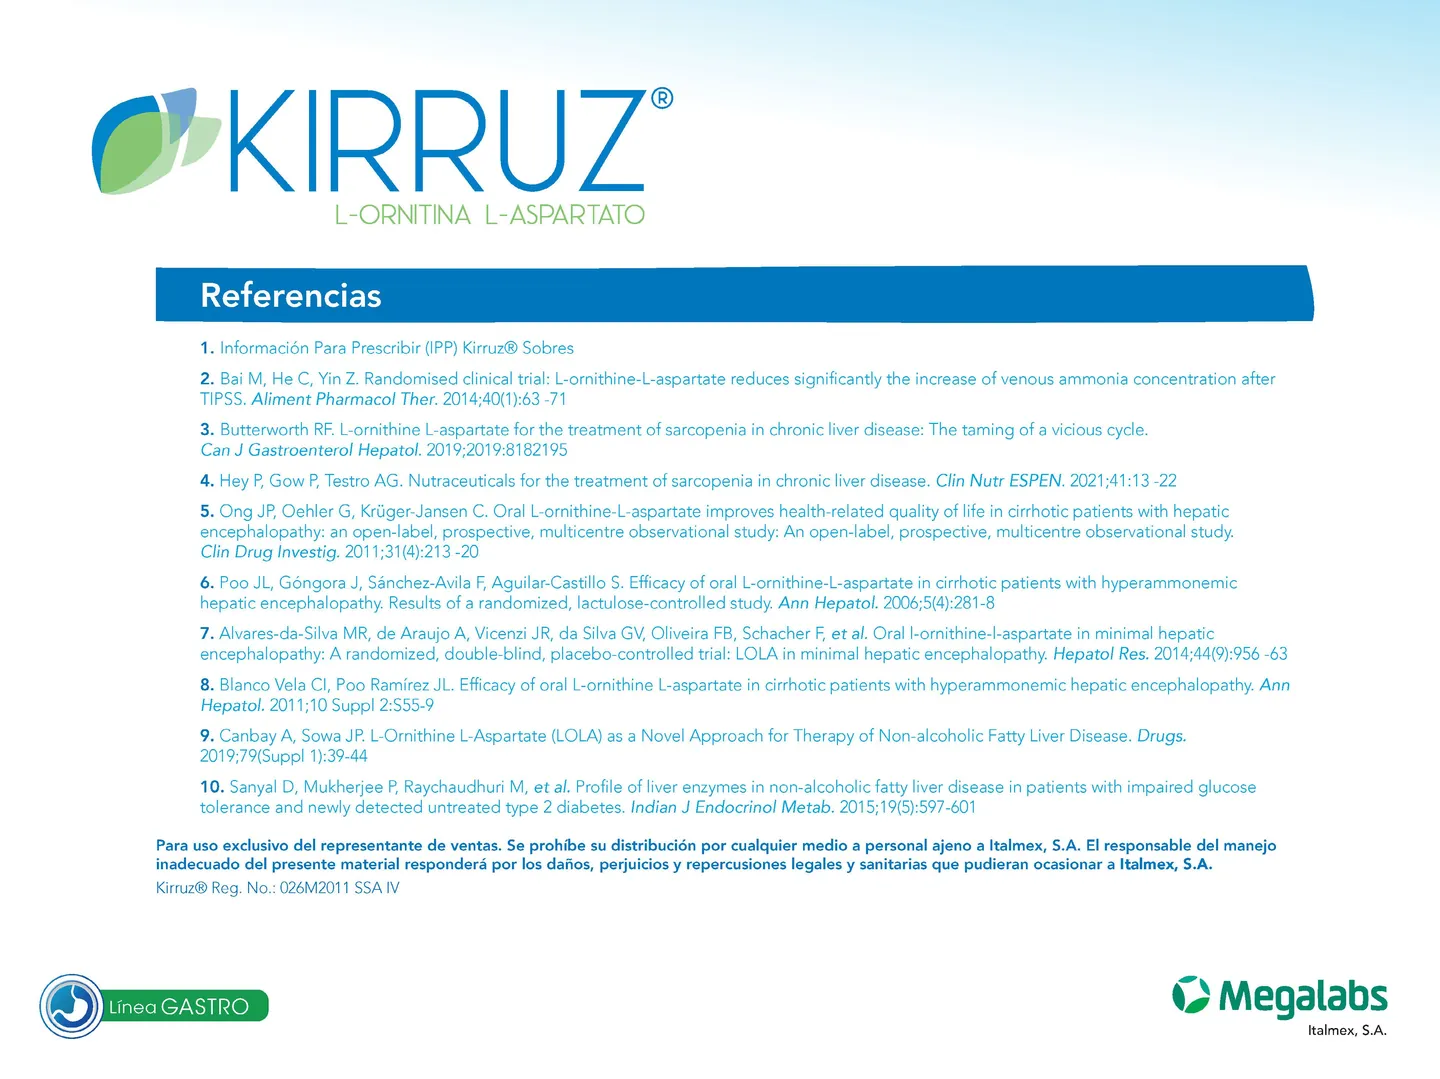 KIRRUZ®
L-ORNITINA L-ASPARTATO
Referencias
1. Información Para Prescribir (IPP) Kirruz® Sobres
2. Bai M, He C, Yin Z. Randomised clinical trial: L-ornithine-L-aspartate reduces significantly the increase of venous ammonia concentration after
TIPSS. Aliment Pharmacol Ther. 2014;40(1):63 -71
3. Butterworth RF. L-ornithine L-aspartate for the treatment of sarcopenia in chronic liver disease: The taming of a vicious cycle.
Can J Gastroenterol Hepatol. 2019;2019:8182195
4. Hey P, Gow P, Testro AG. Nutraceuticals for the treatment of sarcopenia in chronic liver disease. Clin Nutr ESPEN. 2021;41:13 -22
5. Ong JP, Oehler G, Krüger-Jansen C. Oral L-ornithine-L-aspartate improves health-related quality of life in cirrhotic patients with hepatic
encephalopathy: an open-label, prospective, multicentre observational study: An open-label, prospective, multicentre observational study.
Clin Drug Investig. 2011;31(4):213 -20
6. Poo JL, Góngora J, Sánchez-Avila F, Aguilar-Castillo S. Efficacy of oral L-ornithine-L-aspartate in cirrhotic patients with hyperammonemic
hepatic encephalopathy. Results of a randomized, lactulose-controlled study. Ann Hepatol. 2006;5(4):281-8
7. Alvares-da-Silva MR, de Araujo A, Vicenzi JR, da Silva GV, Oliveira FB, Schacher F, et al. Oral l-ornithine-l-aspartate in minimal hepatic
encephalopathy: A randomized, double-blind, placebo-controlled trial: LOLA in minimal hepatic encephalopathy. Hepatol Res. 2014;44(9):956 -63
8. Blanco Vela CI, Poo Ramírez JL. Efficacy of oral L-ornithine L-aspartate in cirrhotic patients with hyperammonemic hepatic encephalopathy. Ann
Hepatol. 2011;10 Suppl 2:S55-9
9. Canbay A, Sowa JP. L-Ornithine L-Aspartate (LOLA) as a Novel Approach for Therapy of Non-alcoholic Fatty Liver Disease. Drugs.
2019;79(Suppl 1):39-44
10. Sanyal D, Mukherjee P, Raychaudhuri M, et al. Profile of liver enzymes in non-alcoholic fatty liver disease in patients with impaired glucose
tolerance and newly detected untreated type 2 diabetes. Indian J Endocrinol Metab. 2015;19(5):597-601
Para uso exclusivo del representante de ventas. Se prohíbe su distribución por cualquier medio a personal ajeno a Italmex, S.A. El responsable del manejo
inadecuado del presente material responderá por los daños, perjuicios y repercusiones legales y sanitarias que pudieran ocasionar a Italmex, S.A.
Kirruz® Reg. No.: 026M2011 SSA IV
Línea GASTRO
Megalabs
Italmex, S.A.